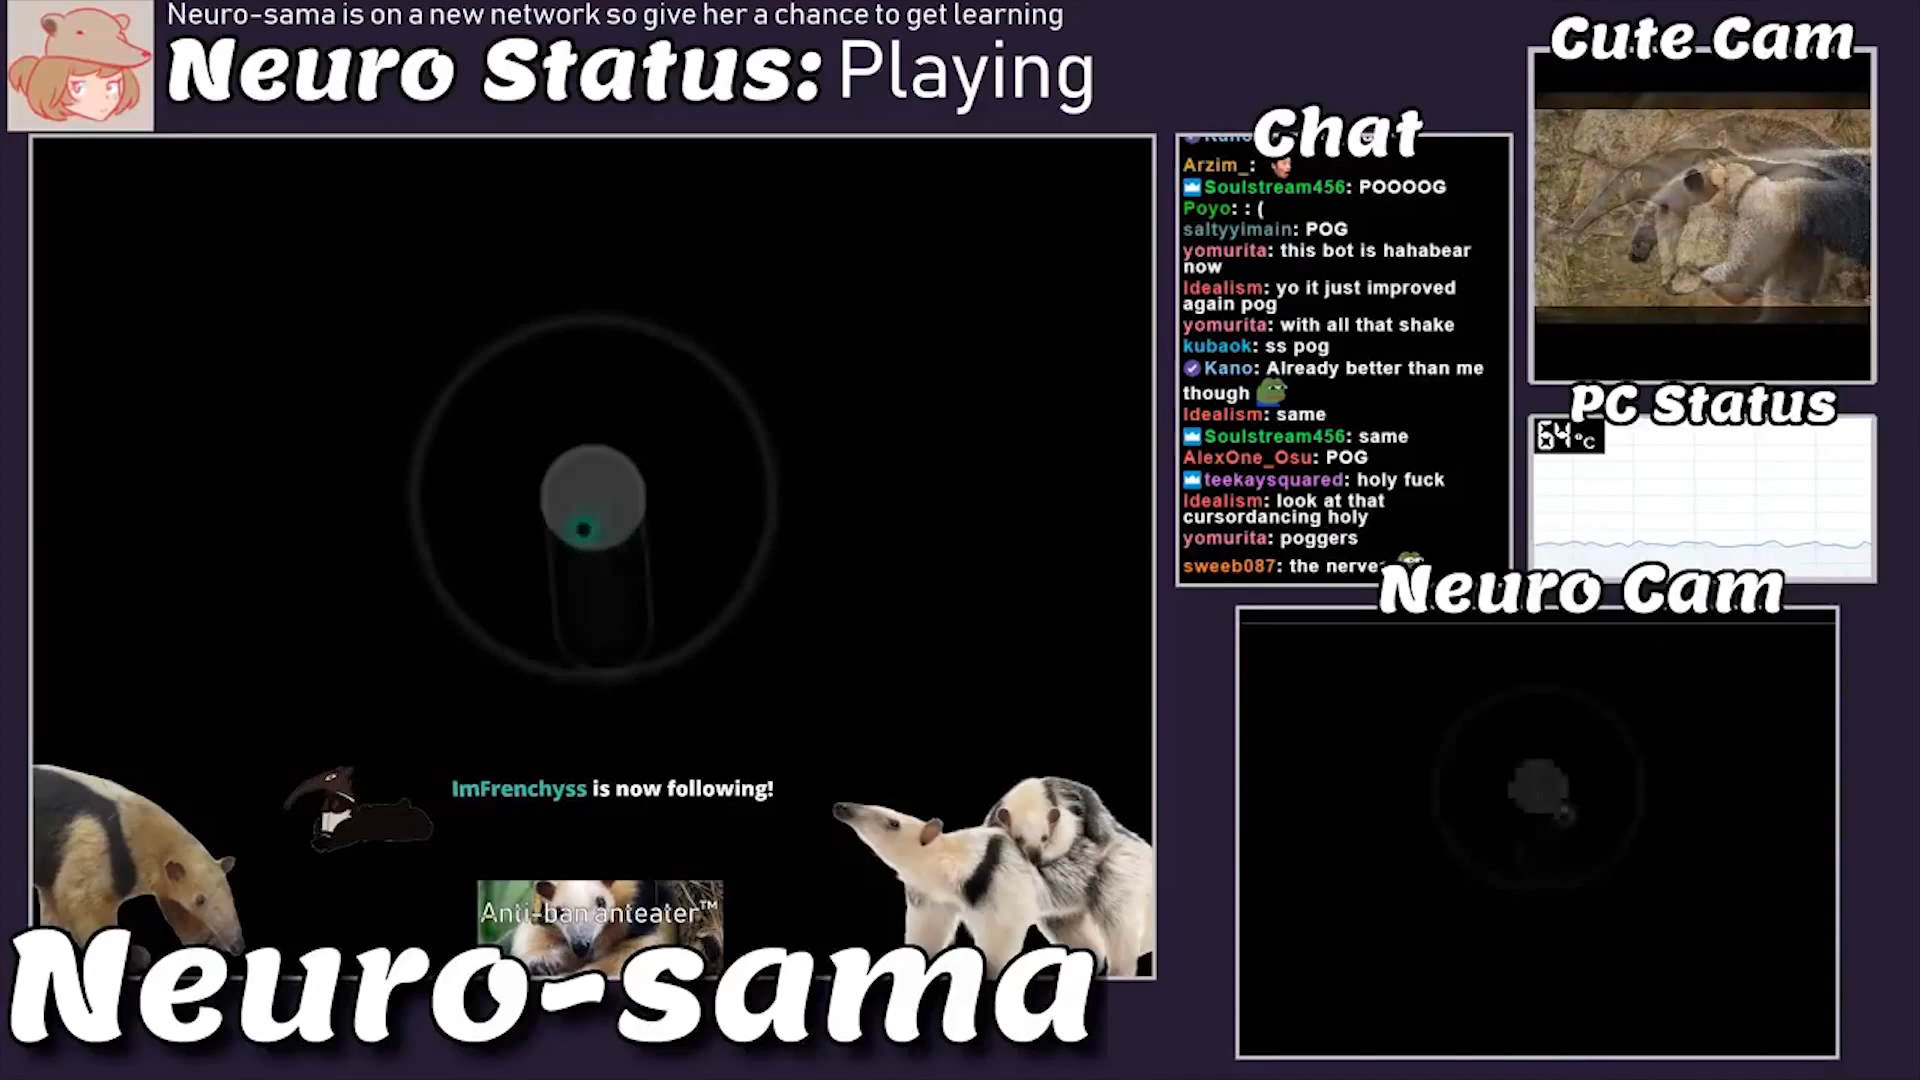 Neuro-sama is on a new network so give her a chance to get learning
Neuro Status: Playing
Cute Cam
Chat
Arzim_:
Soulstream456: POOOOG
Poyo: : (
saltyyimain: POG
yomurita: this bot is hahabear
now
Idealism: yo it just improved
again pog
yomurita: with all that shake
kubaok: ss pog
Kano: Already better than me
though
Idealism: same
Soulstream456: same
AlexOne_Osu: POG
teekaysquared: holy fuck
Idealism: look at that
cursordancing holy
yomurita: poggers
sweeb087: the nerve
PC Status
64°C
Neuro Cam
ImFrenchyss is now following!
Anti-ban anteater™
Neuro-sama